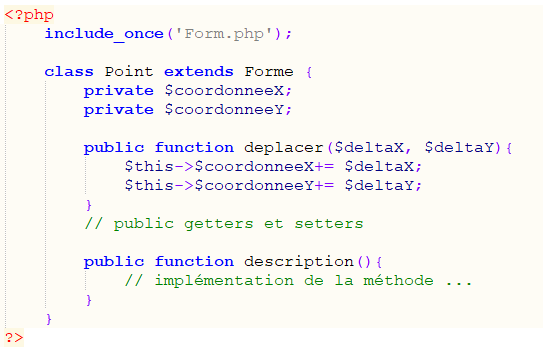 <?php
include_once('Form.php');
class Point extends Forme {
private $coordonneeX;
private $coordonneeY;
public function deplacer($deltaX, $deltaY){
$this->$coordonneeX+= $deltaX;
$this->$coordonneeY+= $deltaY;
}
// public getters et setters
public function description(){
// implémentation de la méthode ...
}
}
?>